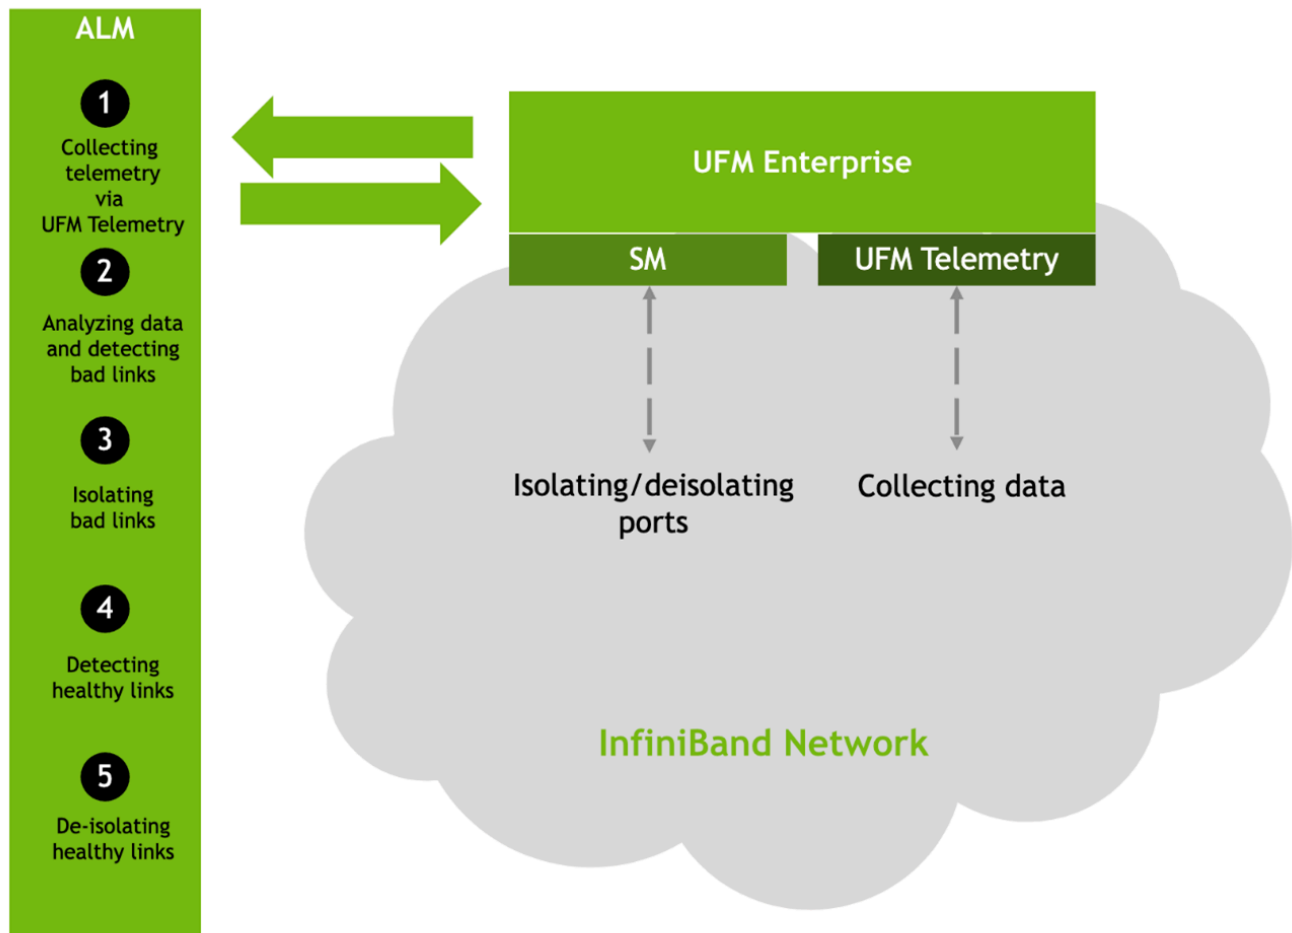 ALM
1
Collecting
telemetry
via
UFM Telemetry
2
Analyzing data
and detecting
bad links
3
Isolating
bad links
4
Detecting
healthy links
5
De-isolating
healthy links
UFM Enterprise
SM
UFM Telemetry
Isolating/deisolating
ports
Collecting data
InfiniBand Network